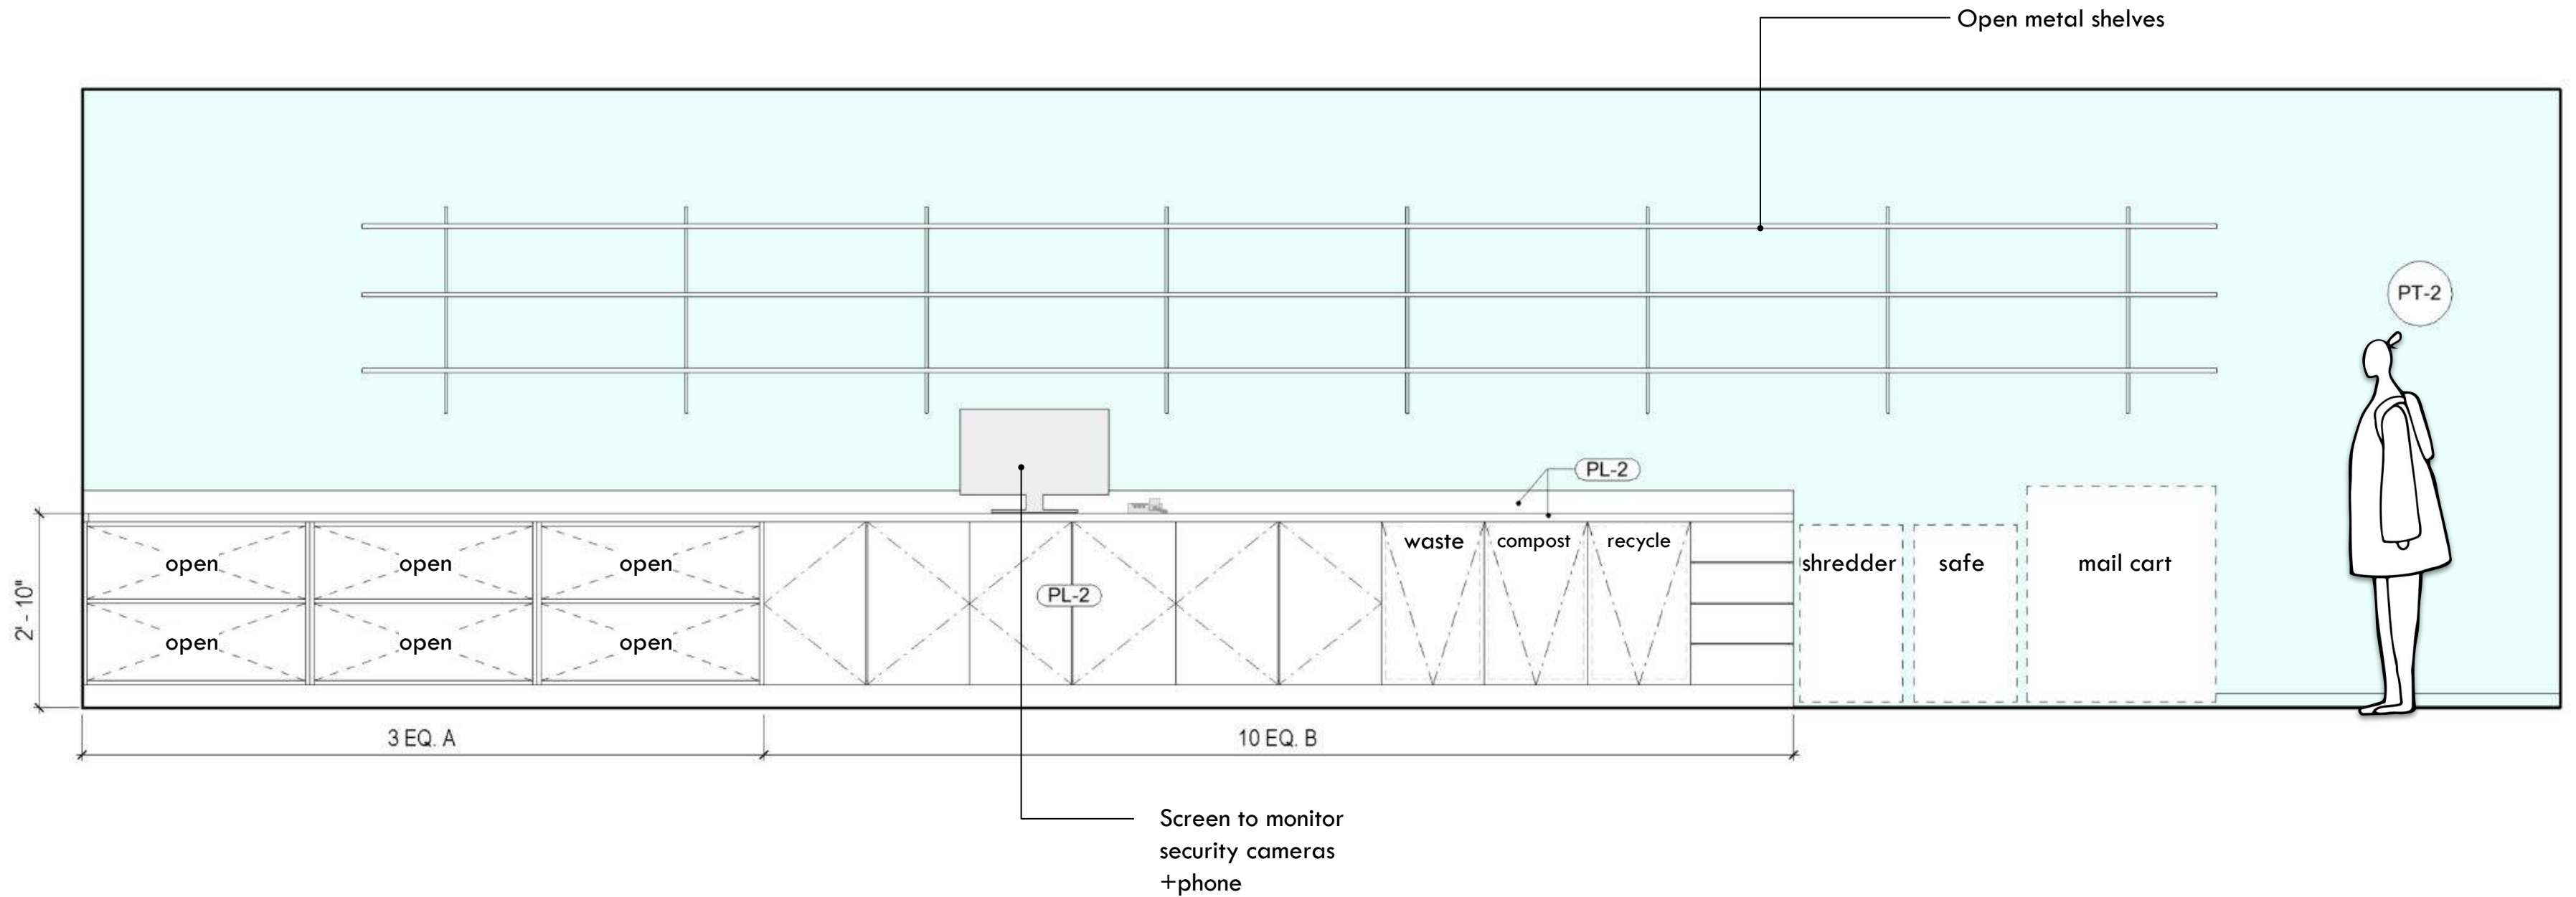 Open metal shelves
PT-2
PL-2
waste
compost
recycle
open
open
open
shredder
safe
mail cart
PL-2
open
open
open
2' - 10"
3 EQ. A
10 EQ. B
Screen to monitor
security cameras
+phone